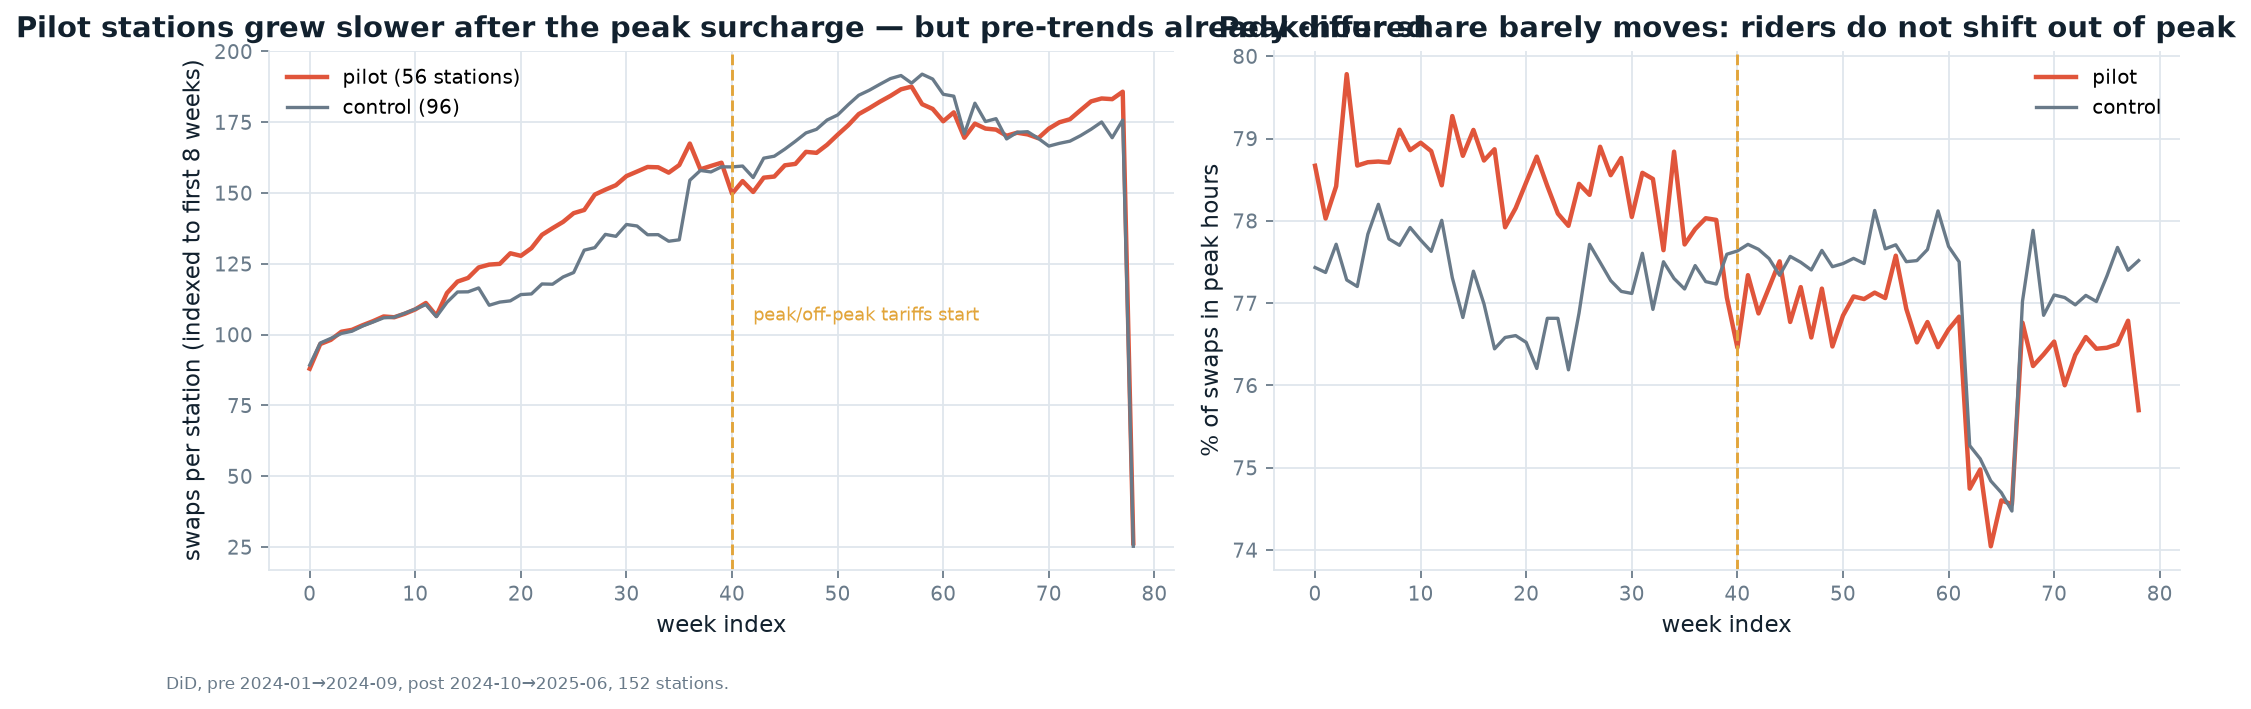 Pilot stations grew slower after the peak surcharge — but pre-trends already differed
Peak-hour share barely moves: riders do not shift out of peak
swaps per station (indexed to first 8 weeks)
200
175
150
125
100
75
50
25
pilot (56 stations)
control (96)
peak/off-peak tariffs start
0 10 20 30 40 50 60 70 80
week index
% of swaps in peak hours
80
79
78
77
76
75
74
pilot
control
0 10 20 30 40 50 60 70 80
week index
DiD, pre 2024-01→2024-09, post 2024-10→2025-06, 152 stations.